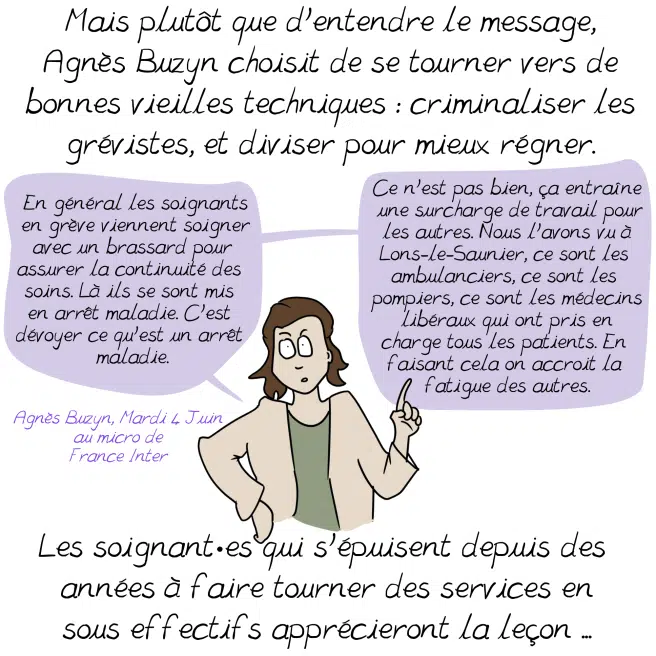 Mais plutôt que d'entendre le message,
Agnès Buzyn choisit de se tourner vers de
bonnes vieilles techniques : criminaliser les
grévistes, et diviser pour mieux régner.
En général les soignants
en grève viennent soigner
avec un brassard pour
assurer la continuité des
soins. Là ils se sont mis
en arrêt maladie. C'est
dévoyer ce qu'est un arrêt
maladie.
Ce n'est pas bien, ça entraîne
une surcharge de travail pour
les autres. Nous l'avons vu à
Lons-le-Saunier, ce sont les
ambulanciers, ce sont les
pompiers, ce sont les médecins
libéraux qui ont pris en
charge tous les patients. En
faisant cela on accroit la
fatigue des autres.
Agnès Buzyn, Mardi 4 Juin
au micro de
France Inter
Les soignant•es qui s'épuisent depuis des
années à faire tourner des services en
sous effectifs apprécieront la leçon ...